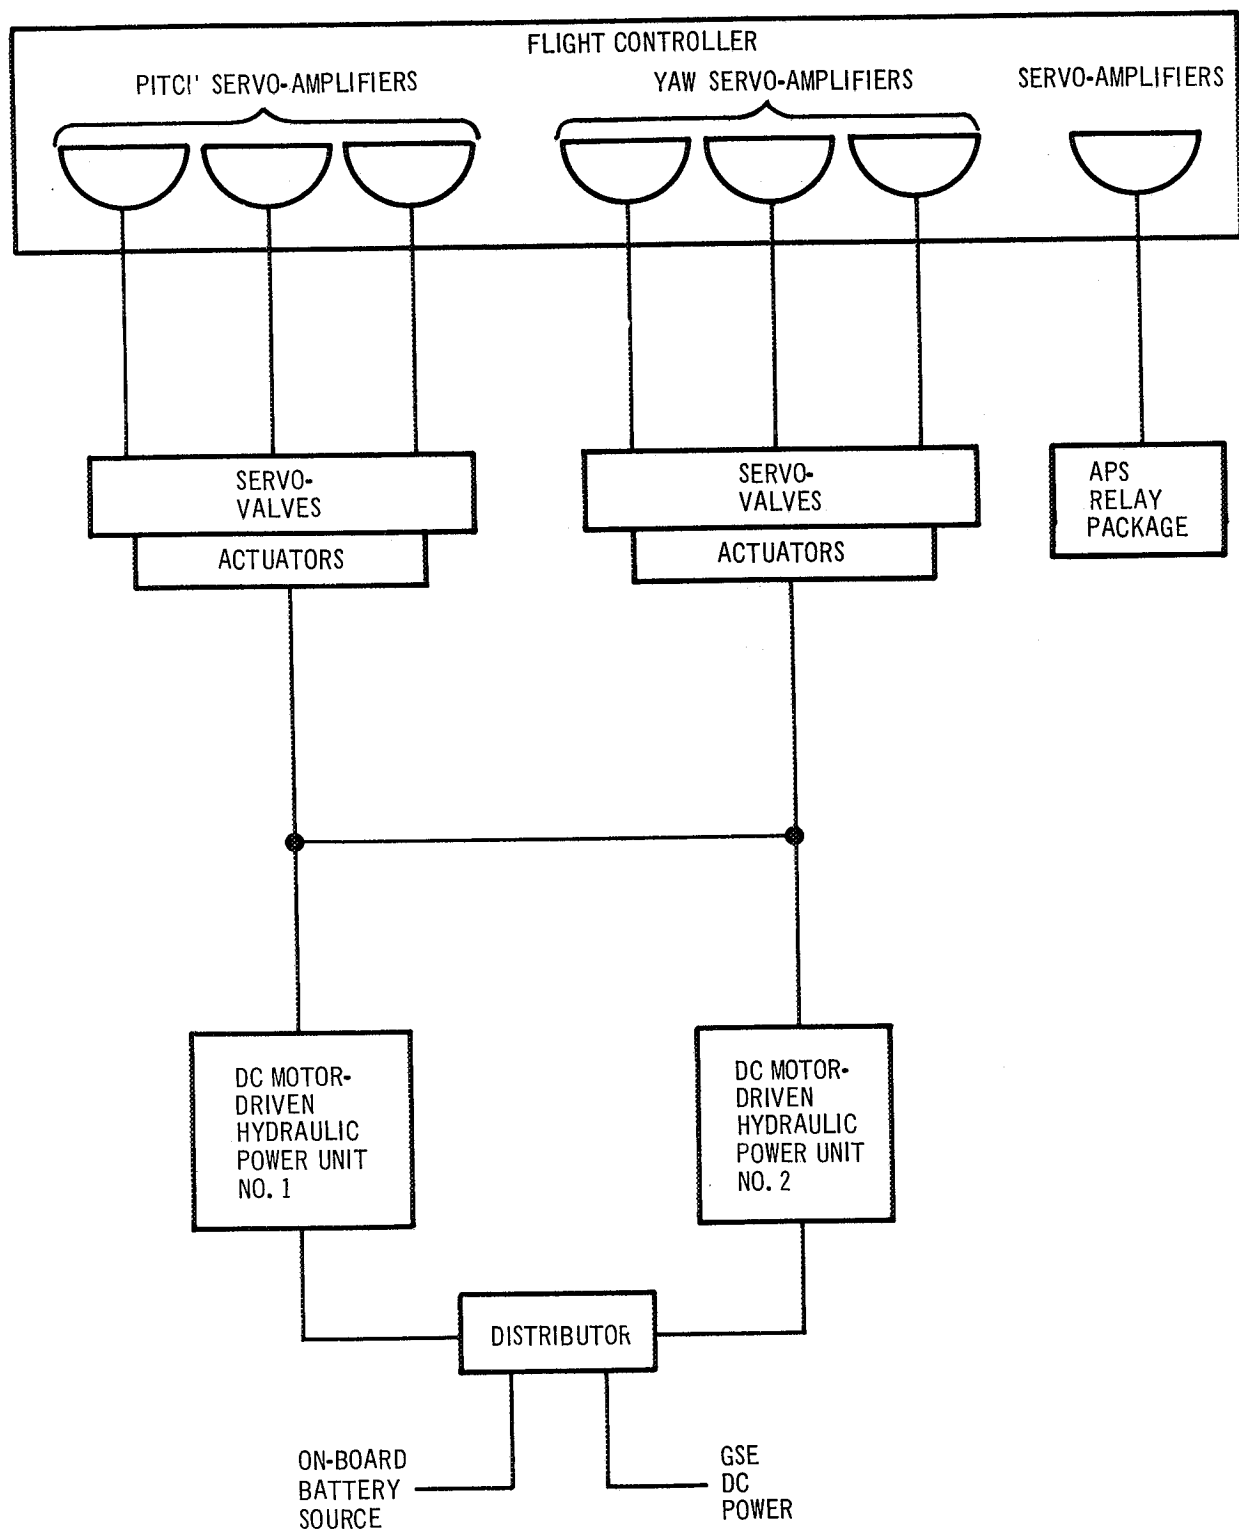 FLIGHT CONTROLLER
PITCI' SERVO-AMPLIFIERS
YAW SERVO-AMPLIFIERS
SERVO-AMPLIFIERS
SERVO-
VALVES
ACTUATORS
SERVO-
VALVES
ACTUATORS
APS
RELAY
PACKAGE
DC MOTOR-
DRIVEN
HYDRAULIC
POWER UNIT
NO. 1
DC MOTOR-
DRIVEN
HYDRAULIC
POWER UNIT
NO. 2
DISTRIBUTOR
ON-BOARD
BATTERY
SOURCE
GSE
DC
POWER